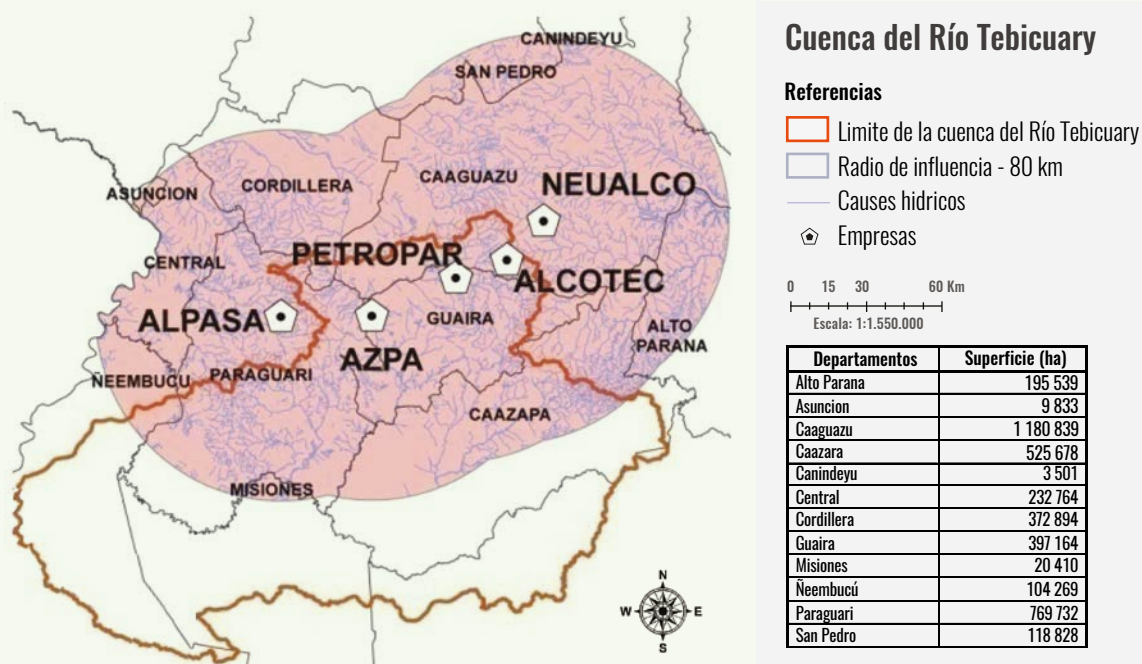 CANINDEYU
SAN PEDRO
ASUNCION
CORDILLERA
CAAGUAZU
NEUALCO
PETROPAR
CENTRAL
ALCOTEC
ALPASA
GUAIRA
ALTO
PARANA
AZPA
ÑEEMBUCU
PARAGUARI
CAAZAPA
MISIONES
N
W
E
S
Cuenca del Río Tebicuary
Referencias
Limite de la cuenca del Río Tebicuary
Radio de influencia - 80 km
Causes hidricos
Empresas
0 15 30 60 Km
Escala: 1:1.550.000
Departamentos Superficie (ha)
Alto Parana 195 539
Asuncion 9 833
Caaguazu 1 180 839
Caazara 525 678
Canindeyu 3 501
Central 232 764
Cordillera 372 894
Guaira 397 164
Misiones 20 410
Ñeembucú 104 269
Paraguari 769 732
San Pedro 118 828